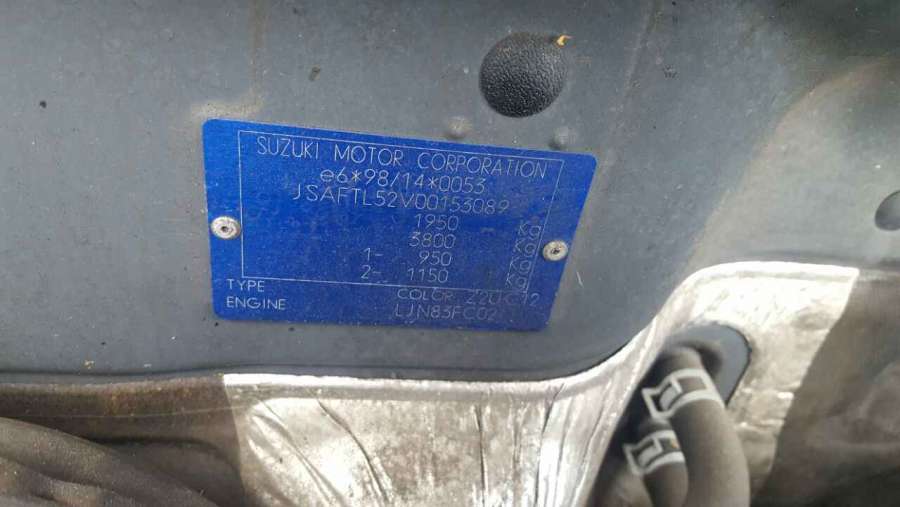 SUZUKI MOTOR CORPORATION
e6*98/14*0053
JSAFTL52V00153089
1950 Kg
3800 Kg
1- 950 Kg
2- 1150 Kg
TYPE
COLOR
ENGINE